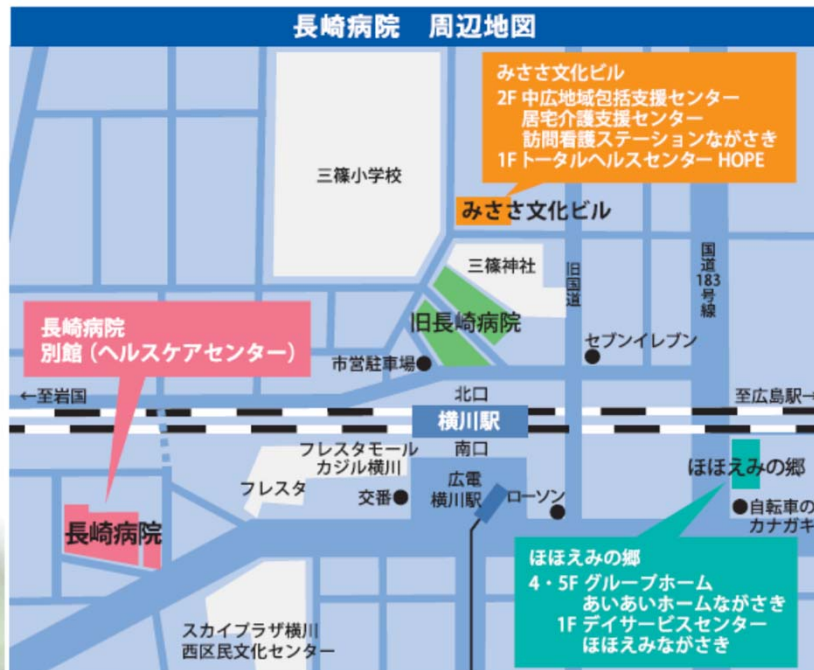 長崎病院　周辺地図
みささ文化ビル
2F 中広地域包括支援センター
居宅介護支援センター
訪問看護ステーションながさき
1F トータルヘルスセンター HOPE
三篠小学校
みささ文化ビル
三篠神社
旧国道
国道183号線
長崎病院
別館（ヘルスケアセンター）
旧長崎病院
セブンイレブン
市営駐車場
←至岩国
北口
至広島駅→
横川駅
南口
フレスタモール
カジル横川
フレスタ
交番
広電
横川駅
ローソン
ほほえみの郷
自転車の
カナガキ
長崎病院
ほほえみの郷
4・5F グループホーム
あいあいホームながさき
1F デイサービスセンター
ほほえみながさき
スカイプラザ横川
西区民文化センター